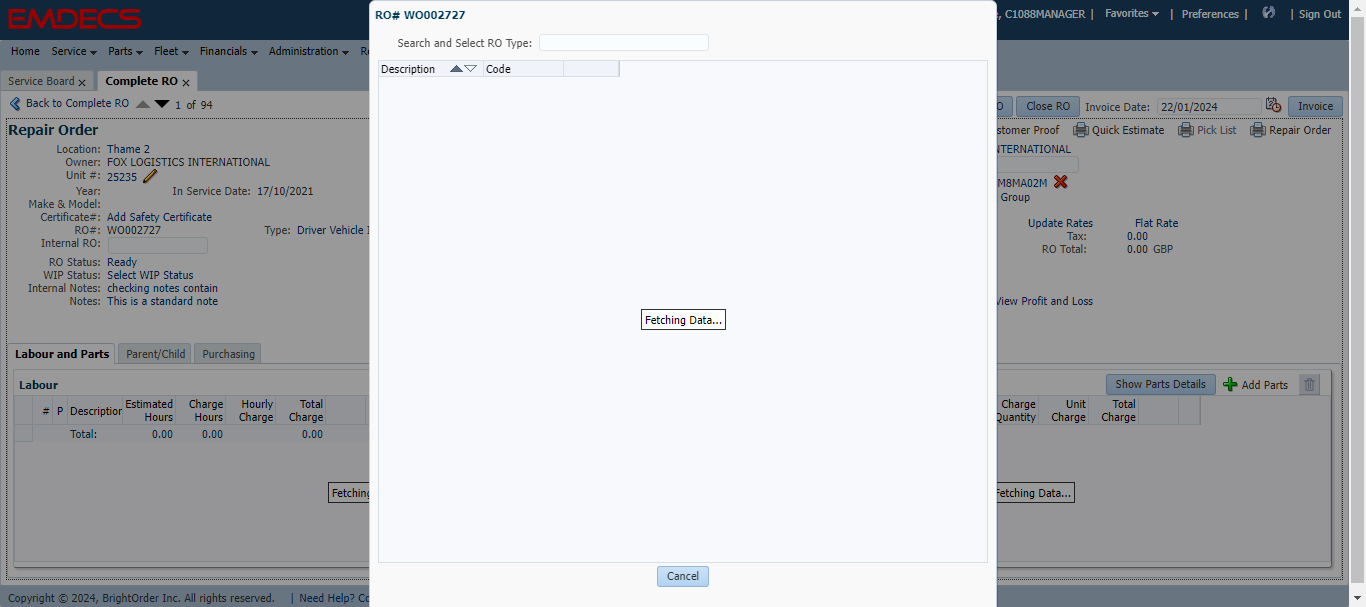 EMDECS
C1088MANAGER | Favorites | Preferences | | Sign Out
Home Service Parts Fleet Financials Administration
Service Board x Complete RO x
Back to Complete RO 1 of 94
Close RO Invoice Date: 22/01/2024 Invoice
Repair Order
Proof Quick Estimate Pick List Repair Order
Location: Thame 2
Owner: FOX LOGISTICS INTERNATIONAL
Unit #: 25235
M8MA02M
Year: In Service Date: 17/10/2021
Group
Make & Model:
Certificate#: Add Safety Certificate
Update Rates Flat Rate
RO#: WO002727 Type: Driver Vehicle
Tax: 0.00
Internal RO:
RO Total: 0.00 GBP
RO Status: Ready
WIP Status: Select WIP Status
Internal Notes: checking notes contain
Notes: This is a standard note
View Profit and Loss
Labour and Parts Parent/Child Purchasing
Labour
Show Parts Details Add Parts
# P Description Estimated Hours Charge Hours Hourly Charge Total Charge
Charge Quantity Unit Charge Total Charge
Total: 0.00 0.00 0.00
Fetching
Fetching Data...
RO# WO002727
Search and Select RO Type:
Description Code
Fetching Data...
Cancel
Copyright © 2024, BrightOrder Inc. All rights reserved. | Need Help?